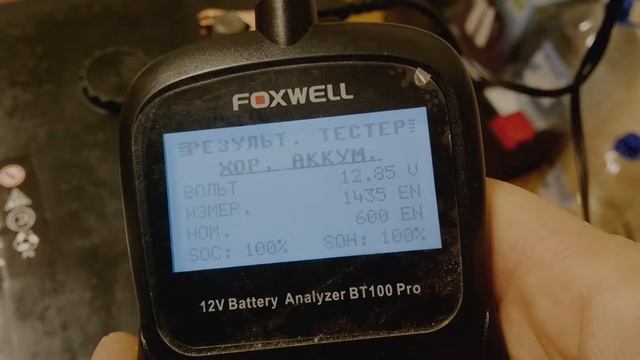 FOXWELL
РЕЗУЛЬТ. ТЕСТЕР
ХОР. АККУМ.
ВОЛЬТ 12.85 V
ИЗМЕР. 1435 EN
НОМ. 600 EN
SOC: 100% SOH: 100%
12V Battery Analyzer BT100 Pro